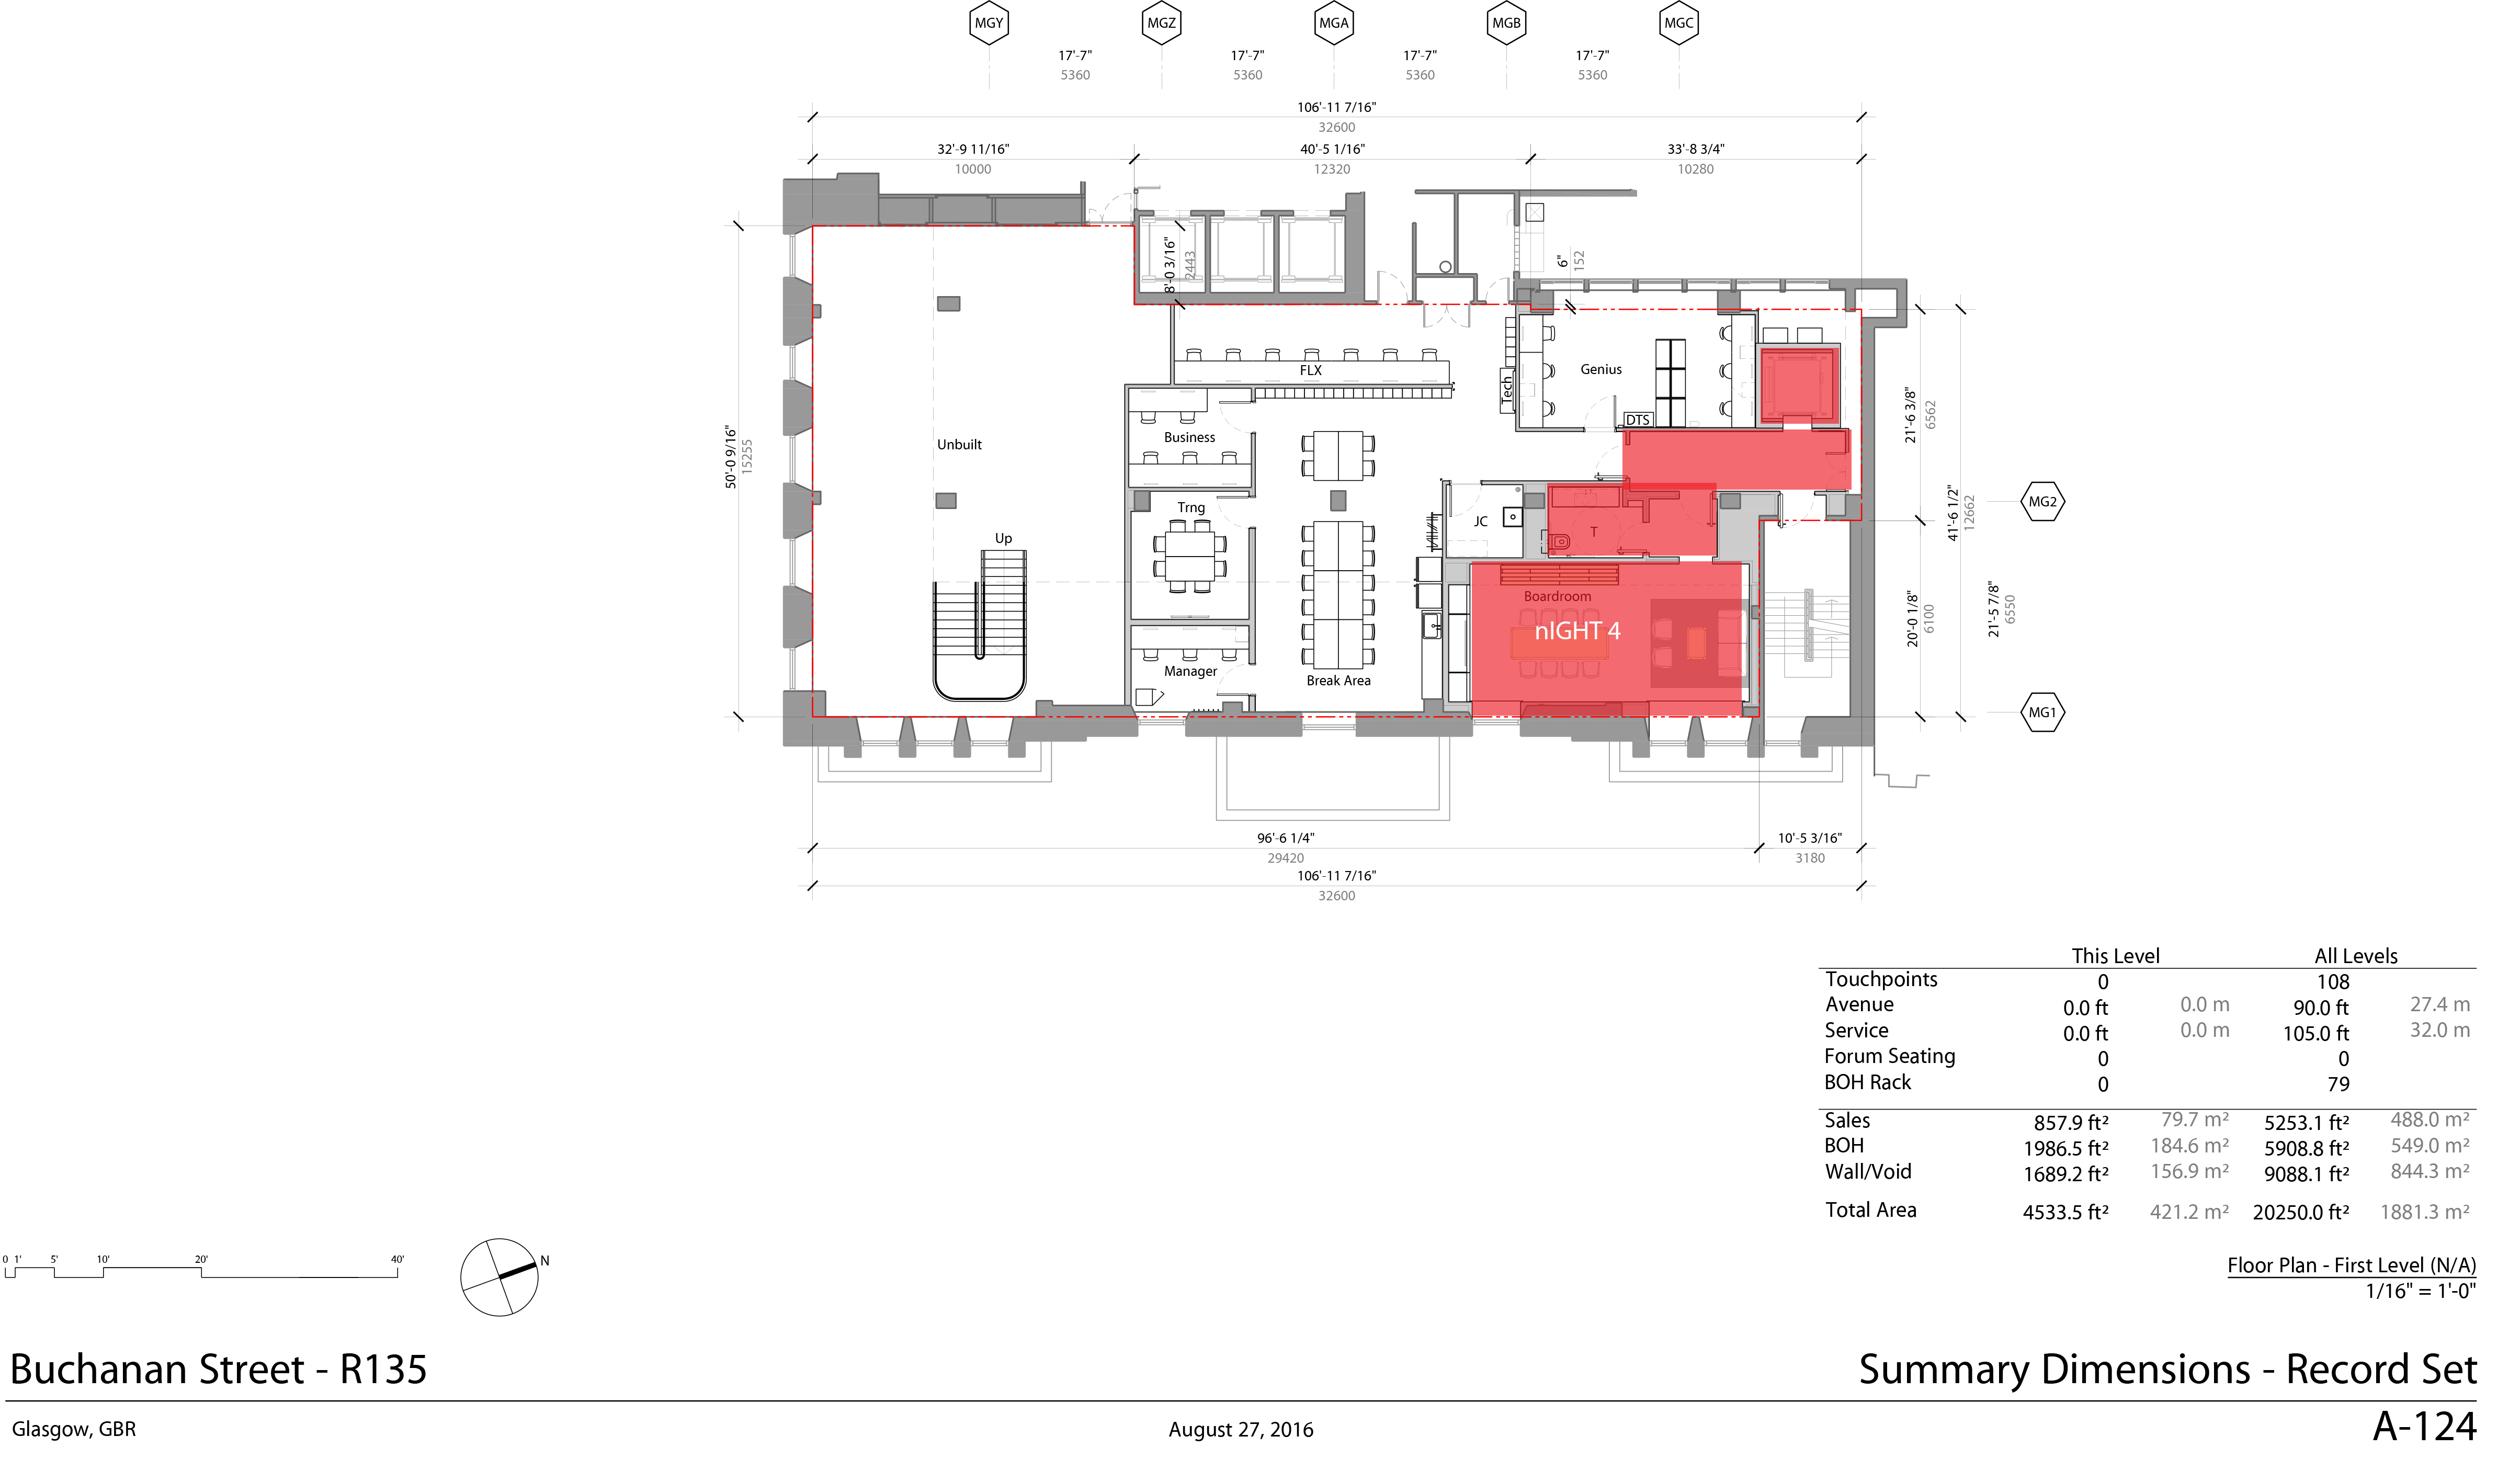 MGY
MGZ
MGA
MGB
MGC
17'-7"
17'-7"
17'-7"
17'-7"
5360
5360
5360
5360
106'-11 7/16"
32600
32'-9 11/16"
40'-5 1/16"
33'-8 3/4"
10000
12320
10280
8'-0 3/16"
2443
6"
152
FLX
Genius
Tech
DTS
Business
Unbuilt
50'-0 9/16"
15255
21'-6 3/8"
6562
Trng
JC
T
Up
MG2
41'-6 1/2"
12662
Boardroom
nIGHT 4
20'-0 1/8"
6100
21'-5 7/8"
6550
Manager
Break Area
MG1
96'-6 1/4"
10'-5 3/16"
29420
3180
106'-11 7/16"
32600
This Level All Levels
Touchpoints 0 108
Avenue 0.0 ft 0.0 m 90.0 ft 27.4 m
Service 0.0 ft 0.0 m 105.0 ft 32.0 m
Forum Seating 0 0
BOH Rack 0 79
Sales 857.9 ft² 79.7 m² 5253.1 ft² 488.0 m²
BOH 1986.5 ft² 184.6 m² 5908.8 ft² 549.0 m²
Wall/Void 1689.2 ft² 156.9 m² 9088.1 ft² 844.3 m²
Total Area 4533.5 ft² 421.2 m² 20250.0 ft² 1881.3 m²
0 1' 5' 10' 20' 40'
N
Floor Plan - First Level (N/A)
1/16" = 1'-0"
Buchanan Street - R135
Summary Dimensions - Record Set
Glasgow, GBR
August 27, 2016
A-124